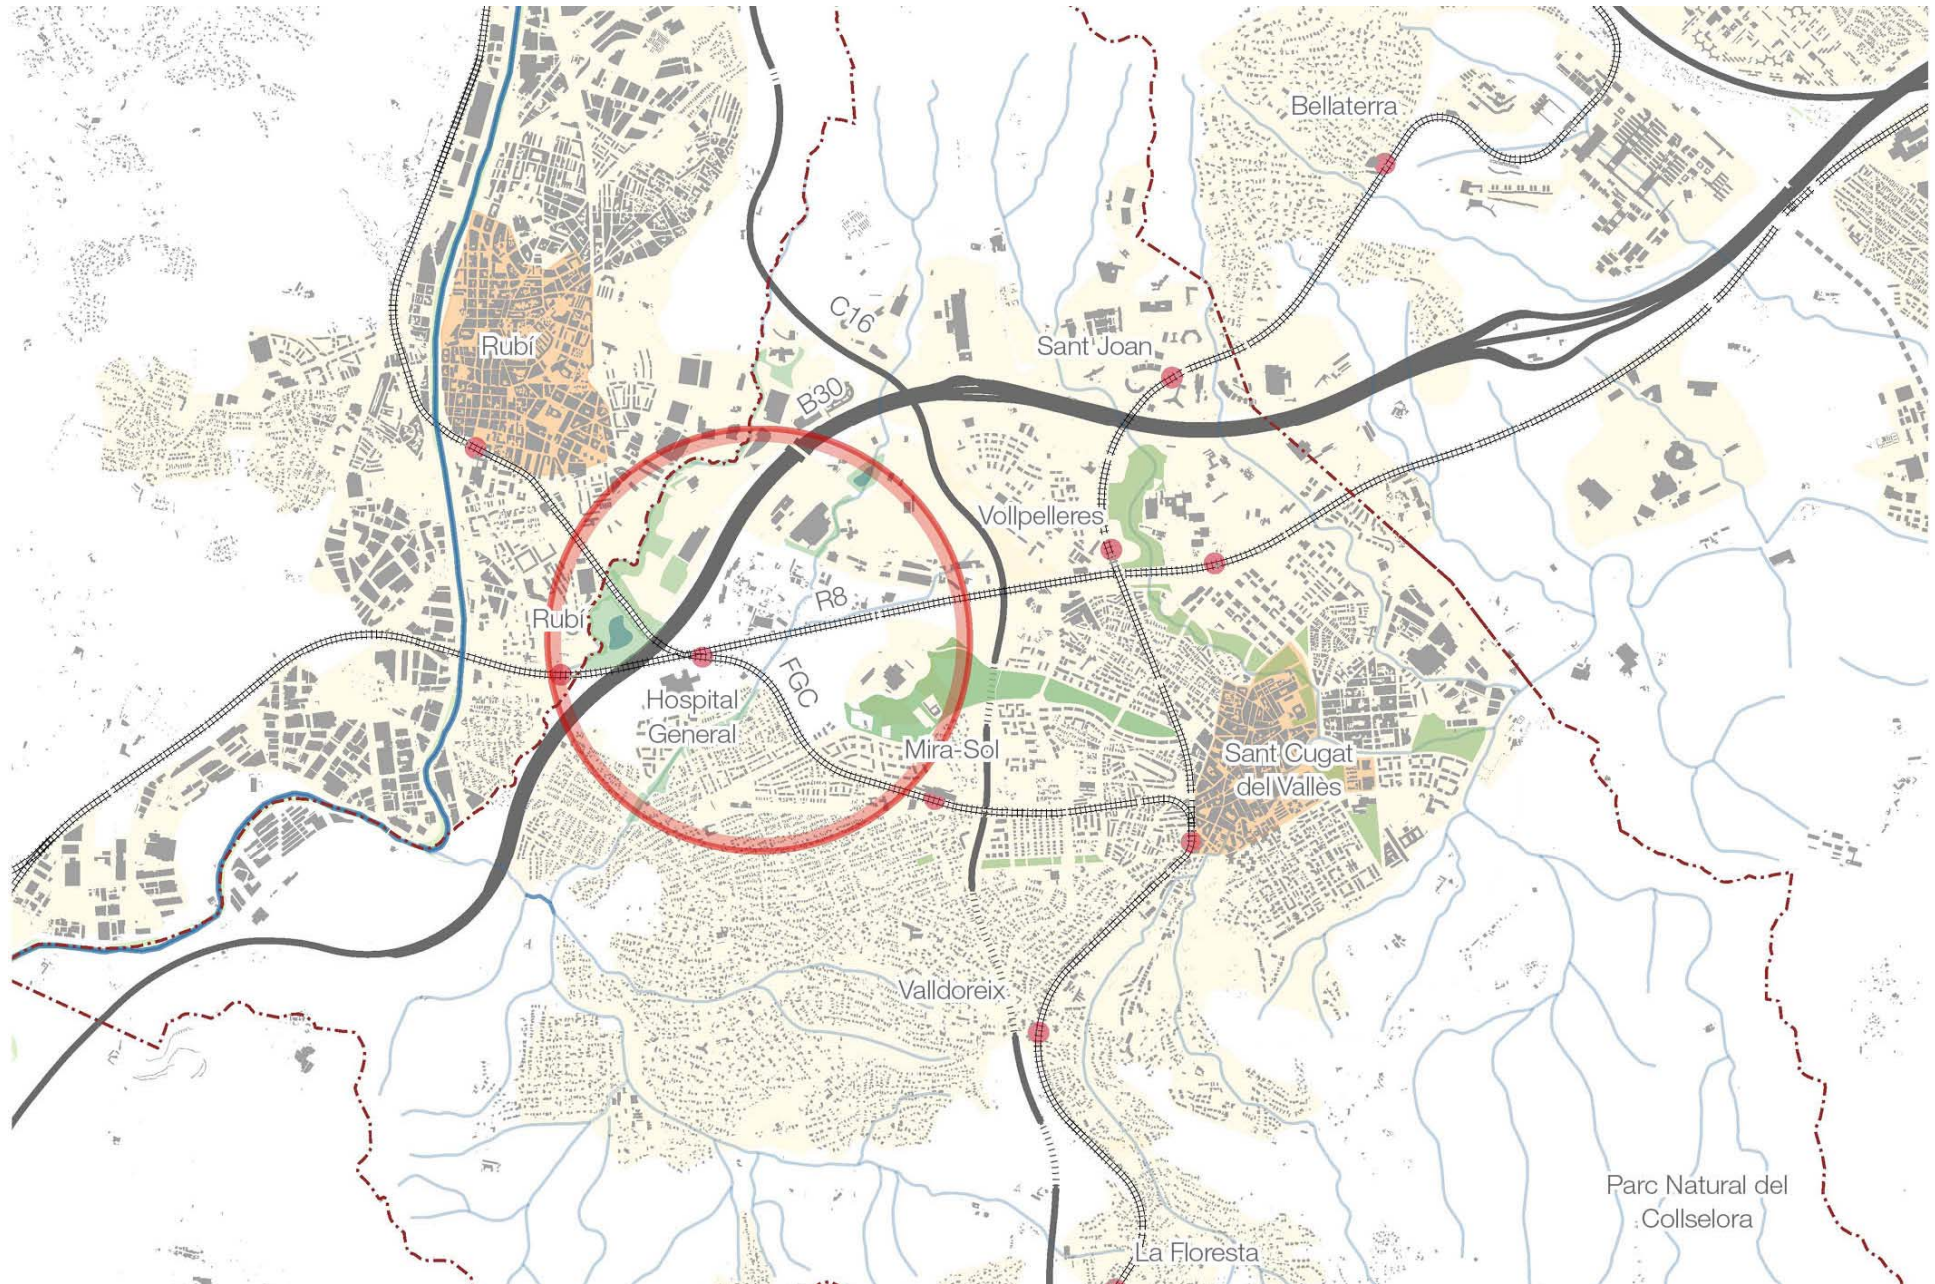 Bellaterra
C16
Rubí
Sant Joan
B30
Vollpelleres
R8
Rubí
FGC
Hospital
General
Mira-Sol
Sant Cugat
del Vallès
Valldoreix
Parc Natural del
Collselora
La Floresta